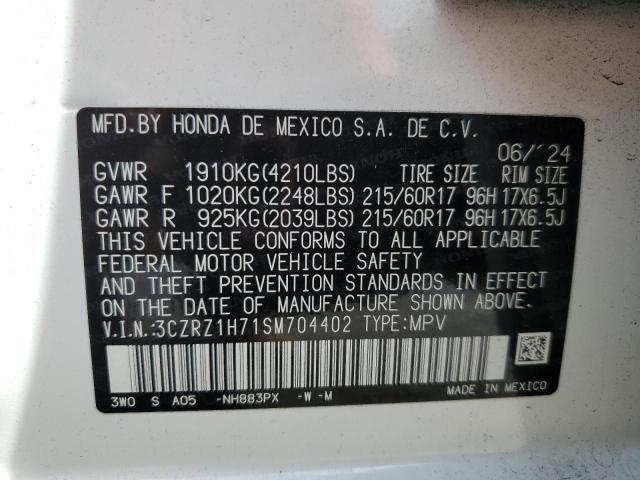 MFD.BY HONDA DE MEXICO S.A. DE C.V.
06/'24
GVWR 1910KG(4210LBS) TIRE SIZE RIM SIZE
GAWR F 1020KG(2248LBS) 215/60R17 96H 17X6.5J
GAWR R 925KG(2039LBS) 215/60R17 96H 17X6.5J
THIS VEHICLE CONFORMS TO ALL APPLICABLE
FEDERAL MOTOR VEHICLE SAFETY
AND THEFT PREVENTION STANDARDS IN EFFECT
ON THE DATE OF MANUFACTURE SHOWN ABOVE.
V.I.N.:3CZRZ1H71SM704402 TYPE:MPV
MADE IN MEXICO
3W0 S A05 -NH883PX -W -M